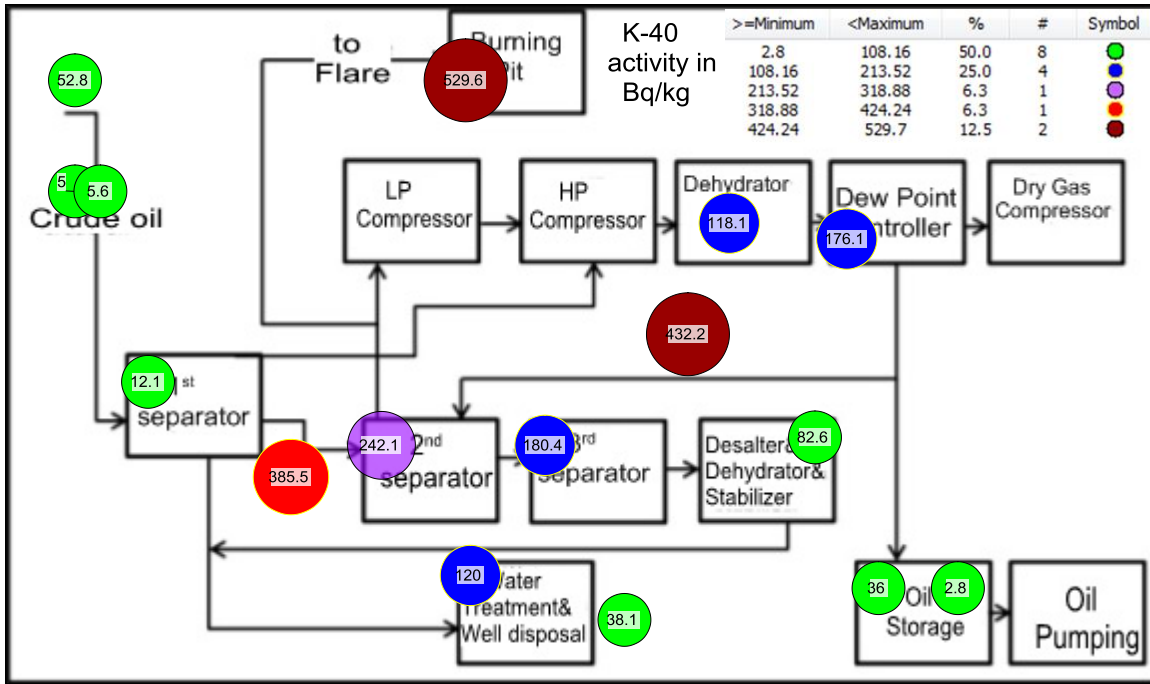 to
Flare
Burning
Pit
529.6
K-40
activity in
Bq/kg
>=Minimum <Maximum % # Symbol
2.8 108.16 50.0 8
108.16 213.52 25.0 4
213.52 318.88 6.3 1
318.88 424.24 6.3 1
424.24 529.7 12.5 2
52.8
5
5.6
Crude oil
LP
Compressor
HP
Compressor
Dehydrator
118.1
Dew Point
ntroller
176.1
Dry Gas
Compressor
432.2
12.1
1st
separator
385.5
242.1
2nd
separator
180.4
3rd
separator
82.6
Desalter&
Dehydrator&
Stabilizer
120
Water
Treatment&
Well disposal
38.1
36
2.8
Oil
Storage
Oil
Pumping